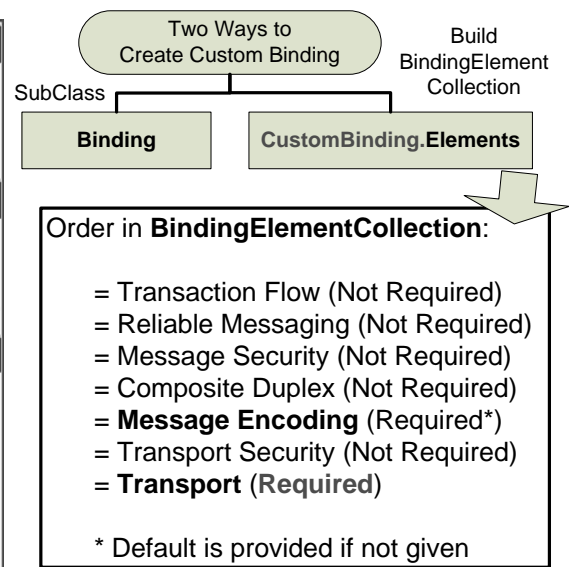 Two Ways to
Create Custom Binding
Build
BindingElement
Collection
SubClass
Binding
CustomBinding.Elements
Order in BindingElementCollection:
= Transaction Flow (Not Required)
= Reliable Messaging (Not Required)
= Message Security (Not Required)
= Composite Duplex (Not Required)
= Message Encoding (Required*)
= Transport Security (Not Required)
= Transport (Required)
* Default is provided if not given